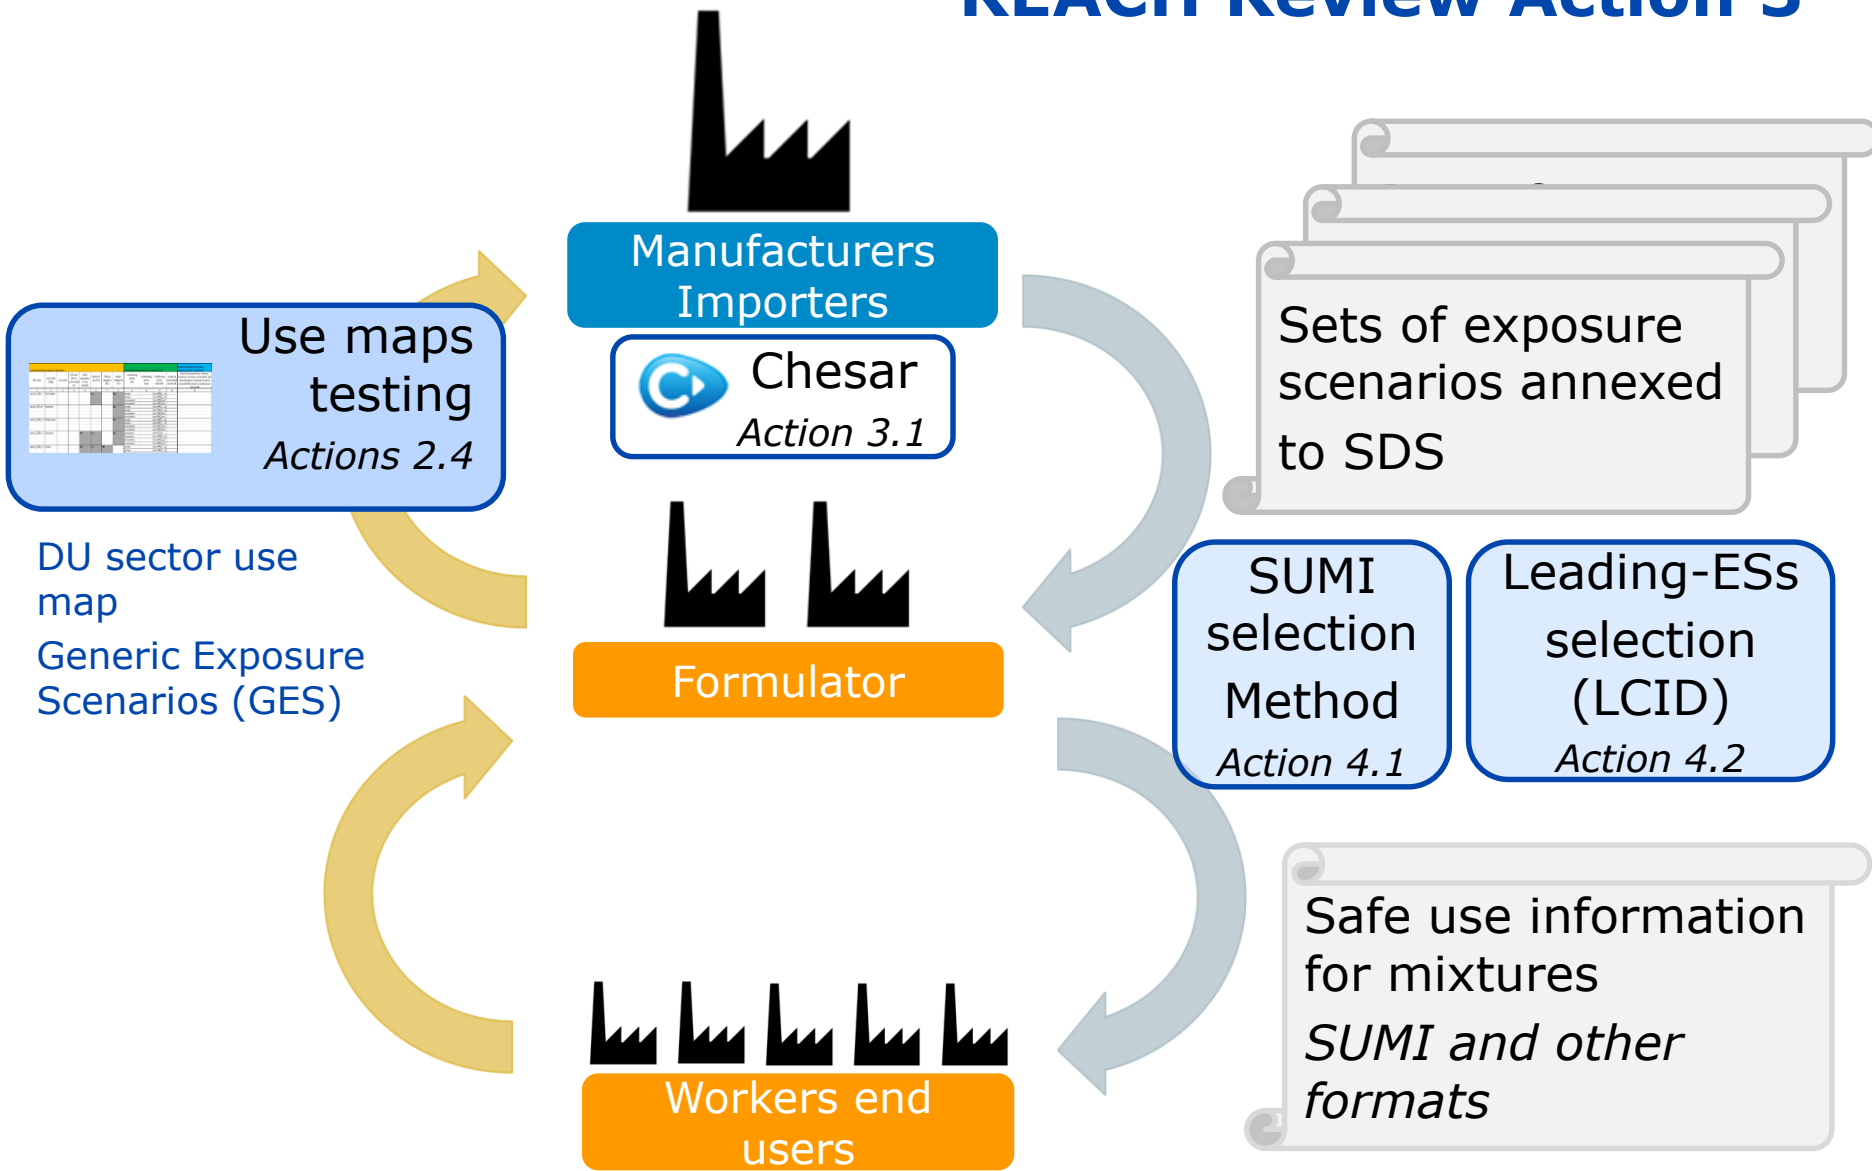 REACH Review Action 3
Manufacturers
Importers
Use maps
testing
Actions 2.4
Chesar
Action 3.1
Sets of exposure
scenarios annexed
to SDS
DU sector use
map
Generic Exposure
Scenarios (GES)
Formulator
SUMI
selection
Method
Action 4.1
Leading-ESs
selection
(LCID)
Action 4.2
Safe use information
for mixtures
SUMI and other
formats
Workers end
users